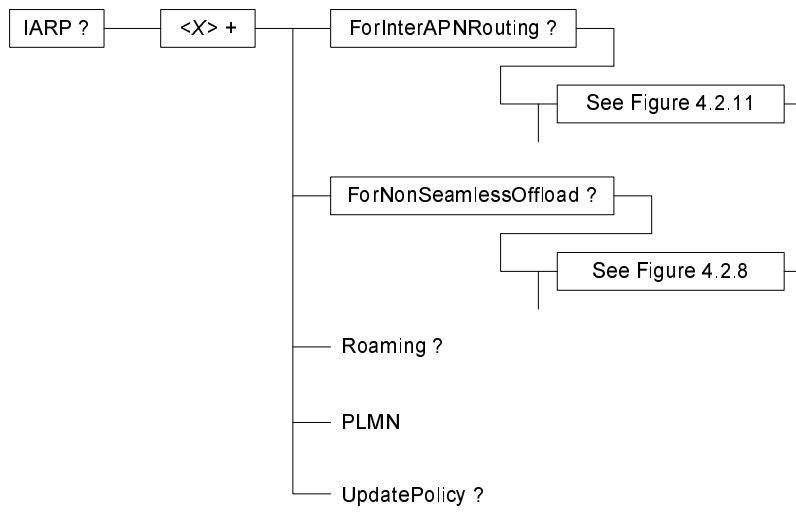 IARP ?
<X> +
ForInterAPNRouting ?
See Figure 4.2.11
ForNonSeamlessOffload ?
See Figure 4.2.8
Roaming ?
PLMN
UpdatePolicy ?